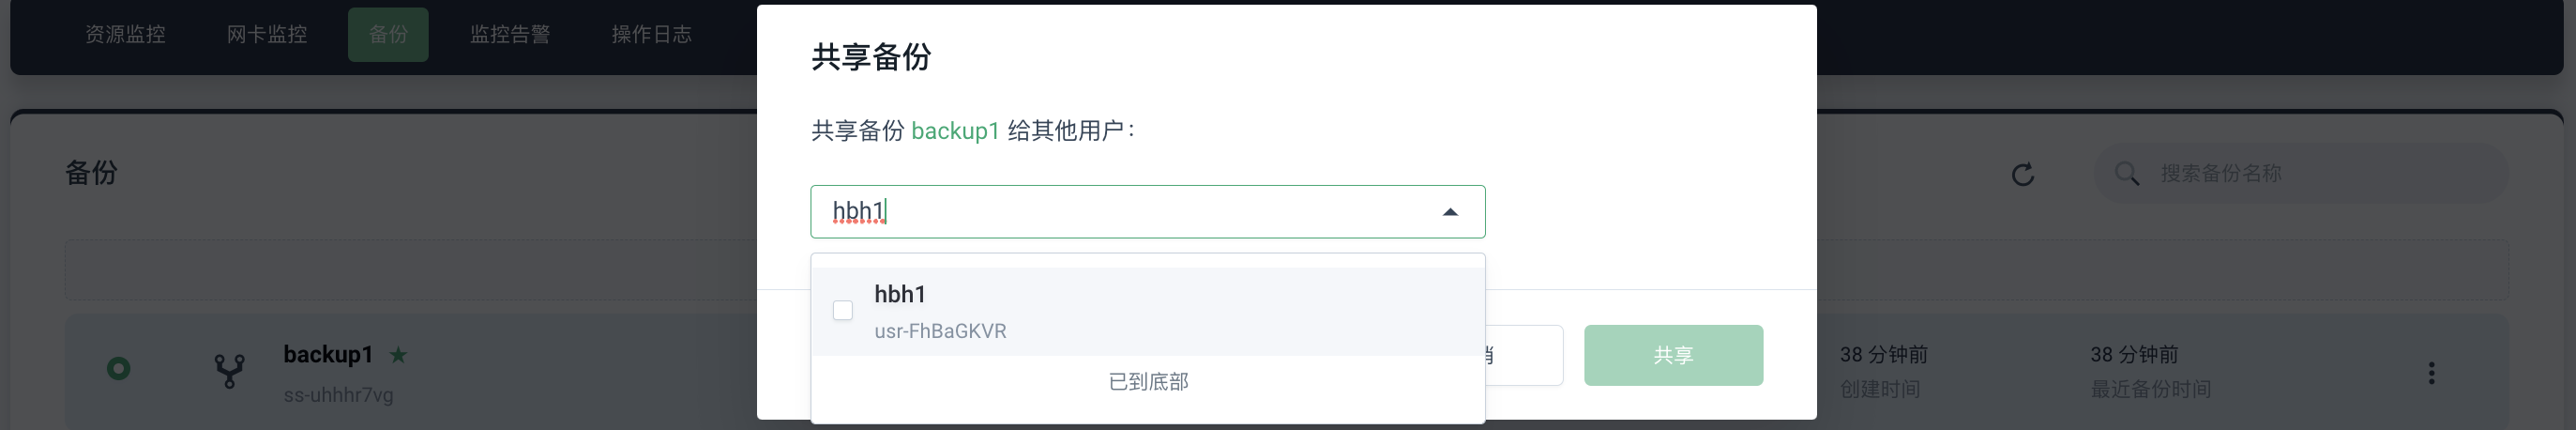 资源监控 网卡监控 备份 监控告警 操作日志
共享备份
共享备份 backup1 给其他用户：
备份
搜索备份名称
hbh1
hbh1
usr-FhBaGKVR
已到底部
共享
backup1
ss-uhhhr7vg
38 分钟前
创建时间
38 分钟前
最近备份时间